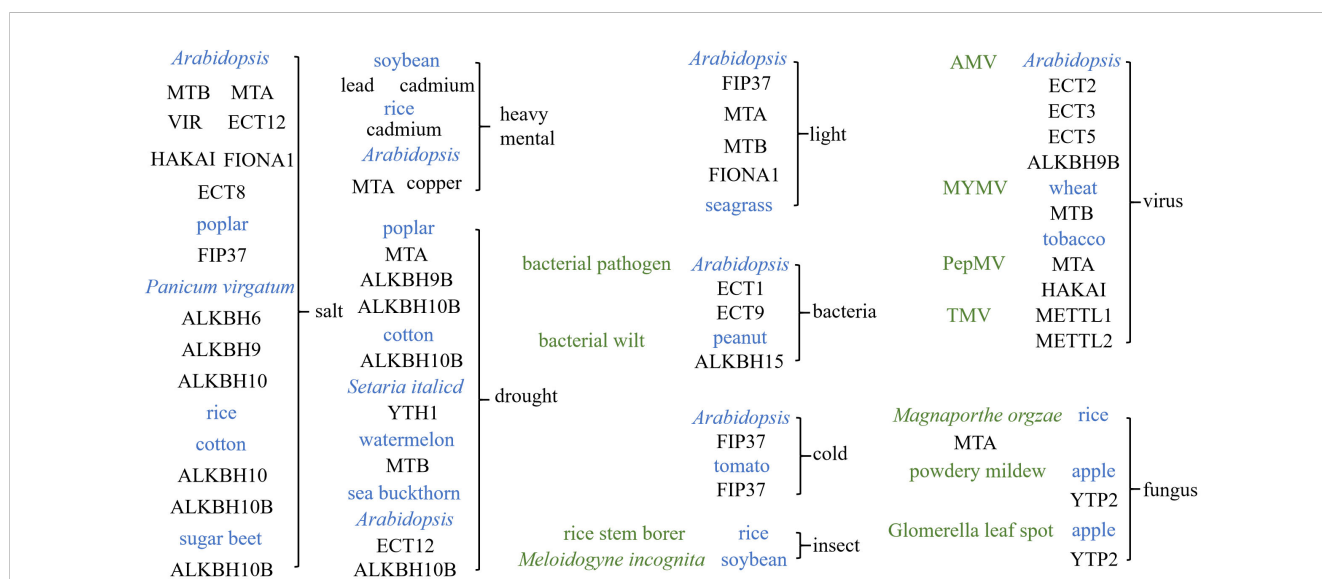 Arabidopsis
MTB MTA
VIR ECT12
HAKAI FIONA1
ECT8
poplar
FIP37
Panicum virgatum
ALKBH6
ALKBH9
ALKBH10
rice
cotton
ALKBH10
ALKBH10B
sugar beet
ALKBH10B
salt
soybean
lead cadmium
rice
cadmium
Arabidopsis
MTA copper
heavy
mental
poplar
MTA
ALKBH9B
ALKBH10B
cotton
ALKBH10B
Setaria italicd
YTH1
watermelon
MTB
sea buckthorn
Arabidopsis
ECT12
ALKBH10B
drought
Arabidopsis
FIP37
MTA
MTB
FIONA1
seagrass
light
bacterial pathogen Arabidopsis
ECT1
ECT9
bacterial wilt peanut
ALKBH15
bacteria
Arabidopsis
FIP37
tomato
FIP37
cold
rice stem borer rice
Meloidogyne incognita soybean
insect
AMV Arabidopsis
ECT2
ECT3
ECT5
ALKBH9B
MYMV wheat
MTB
tobacco
PepMV MTA
HAKAI
TMV METTL1
METTL2
virus
Magnaporthe orgzae rice
MTA
powdery mildew apple
YTP2
Glomerella leaf spot apple
YTP2
fungus